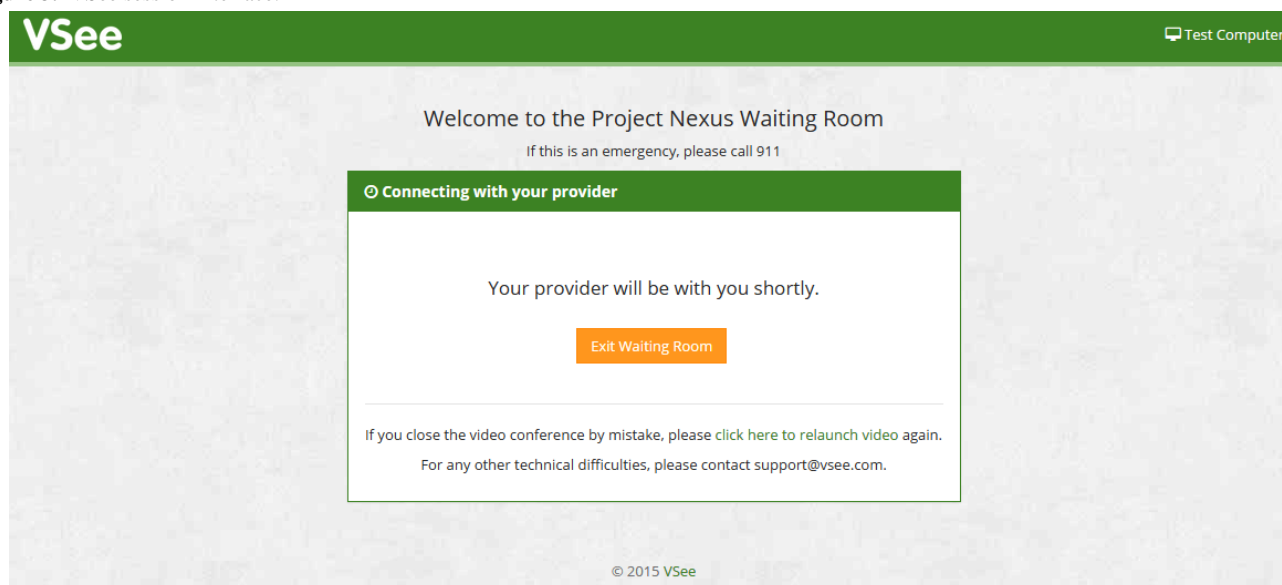 VSee
Test Computer
Welcome to the Project Nexus Waiting Room
If this is an emergency, please call 911
Connecting with your provider
Your provider will be with you shortly.
Exit Waiting Room
If you close the video conference by mistake, please click here to relaunch video again.
For any other technical difficulties, please contact support@vsee.com.
© 2015 VSee